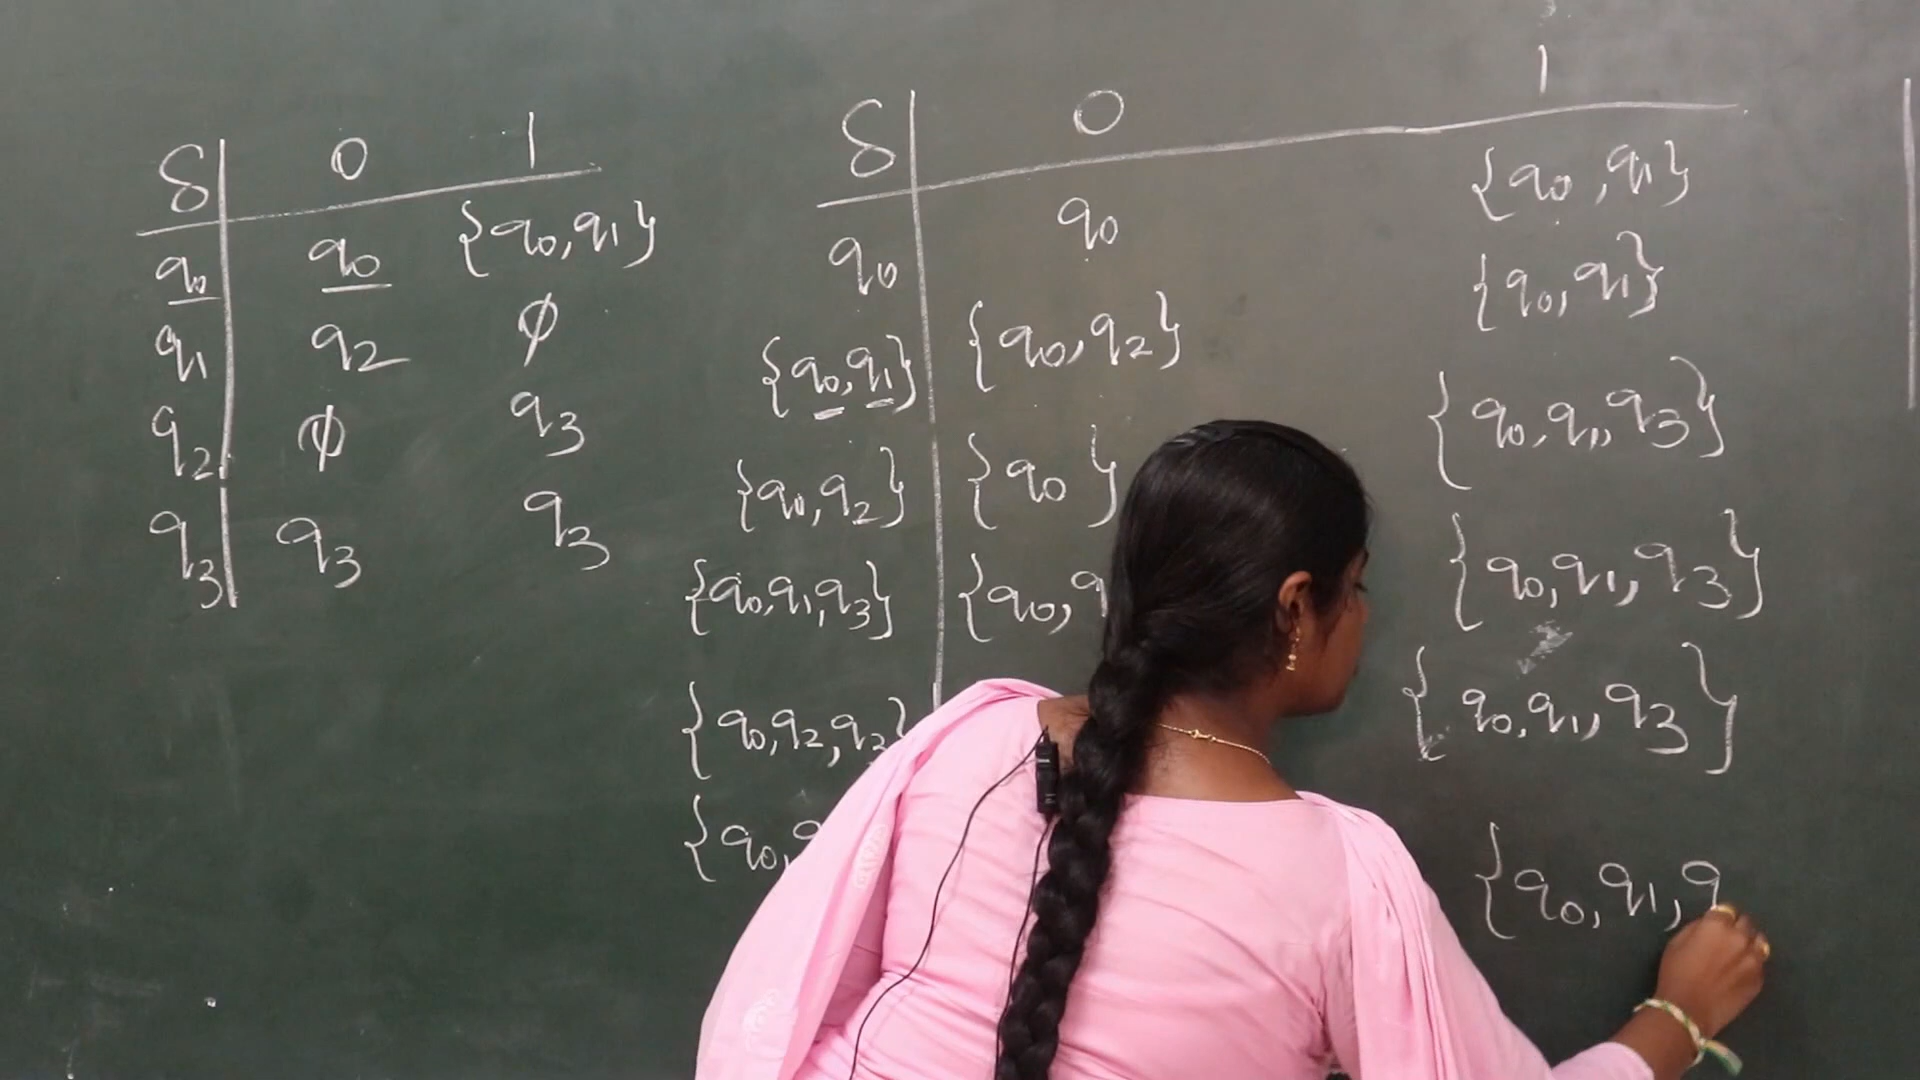 δ 0 1
q0 q0 {q0,q1}
q1 q2 ϕ
q2 ϕ q3
q3 q3 q3
δ 0 1
q0 q0 {q0,q1}
{q0,q1} {q0,q2} {q0,q1}
{q0,q2} {q0} {q0,q1,q3}
{q0,q1,q3} {q0, {q0,q1,q3}
{q0,q2,q3 {q0,q1,q3}
{q0, {q0,q1,q